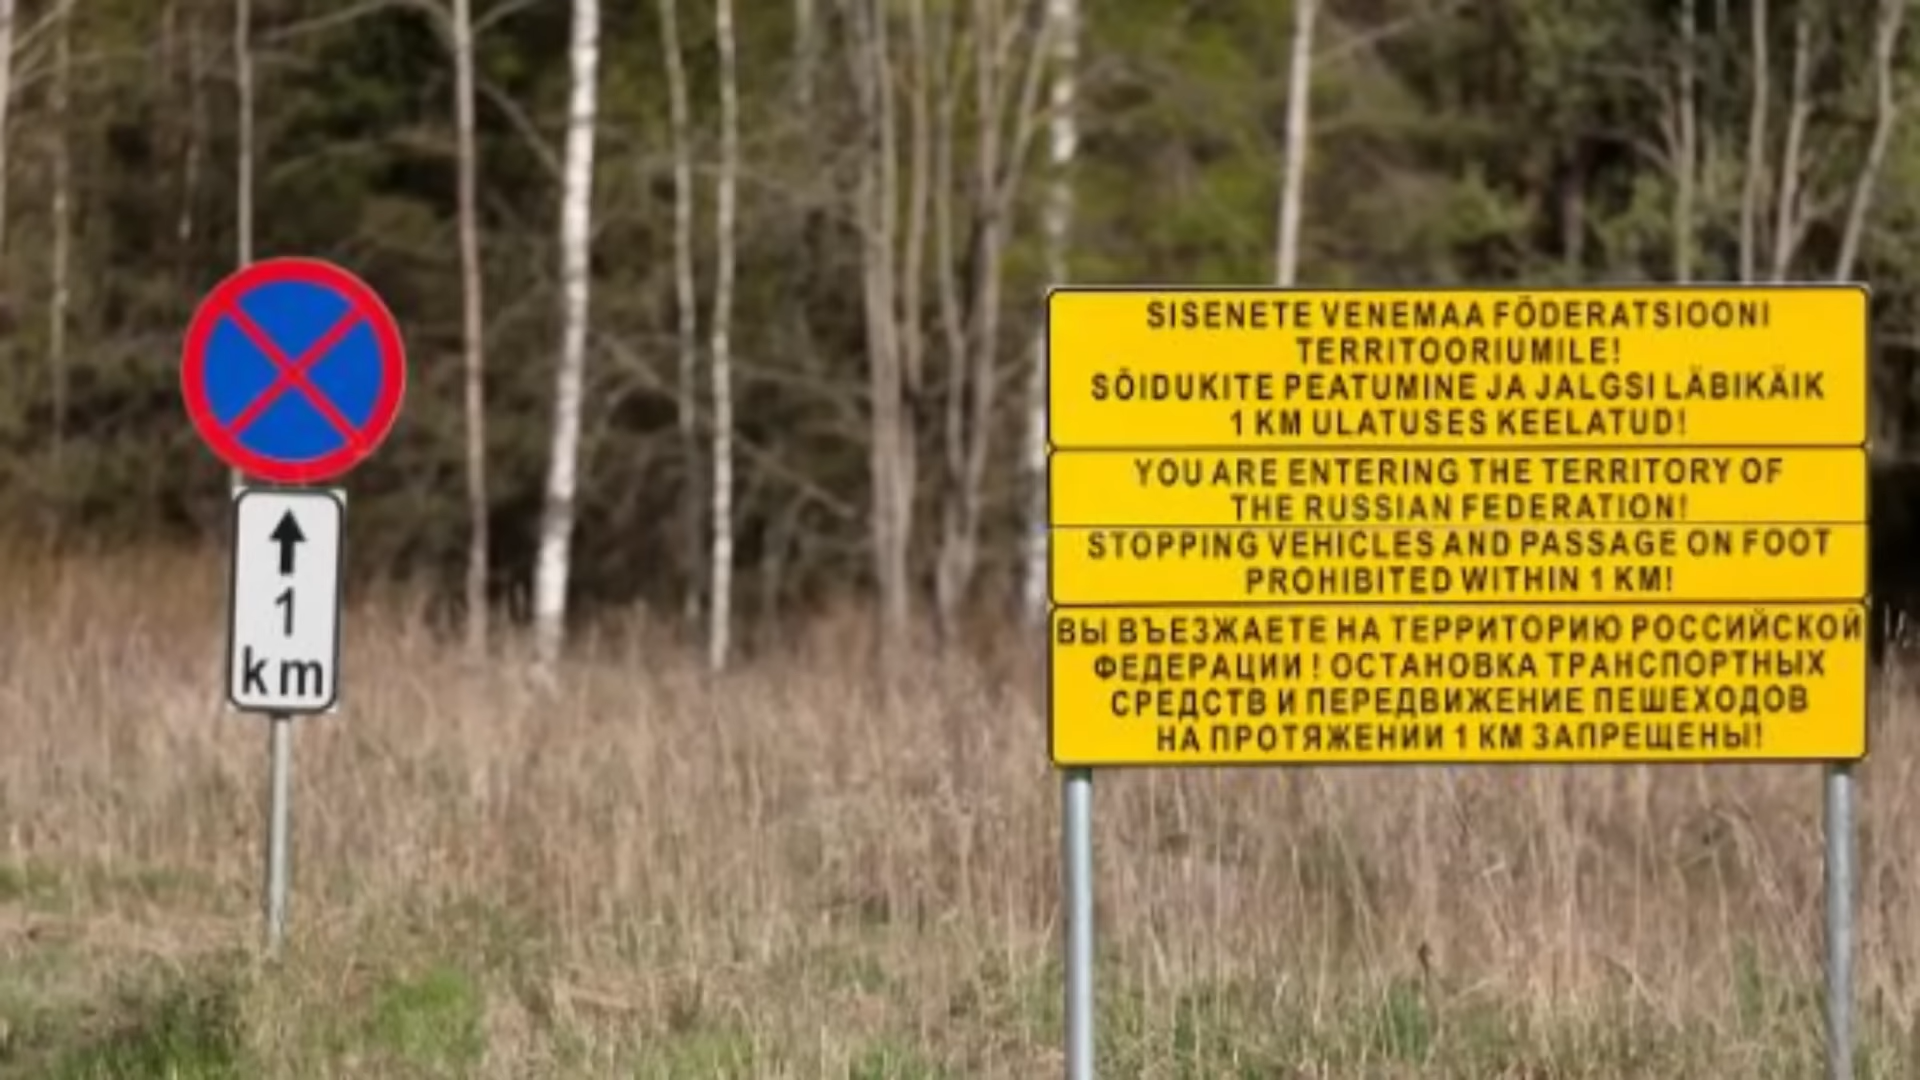 1
km
SISENETE VENEMAA FÖDERATSIOONI
TERRITOORIUMILE!
SÕIDUKITE PEATUMINE JA JALGSI LÄBIKÄIK
1 KM ULATUSES KEELATUD!
YOU ARE ENTERING THE TERRITORY OF
THE RUSSIAN FEDERATION!
STOPPING VEHICLES AND PASSAGE ON FOOT
PROHIBITED WITHIN 1 KM!
ВЫ ВЪЕЗЖАЕТЕ НА ТЕРРИТОРИЮ РОССИЙСКОЙ
ФЕДЕРАЦИИ ! ОСТАНОВКА ТРАНСПОРТНЫХ
СРЕДСТВ И ПЕРЕДВИЖЕНИЕ ПЕШЕХОДОВ
НА ПРОТЯЖЕНИИ 1 КМ ЗАПРЕЩЕНЫ!